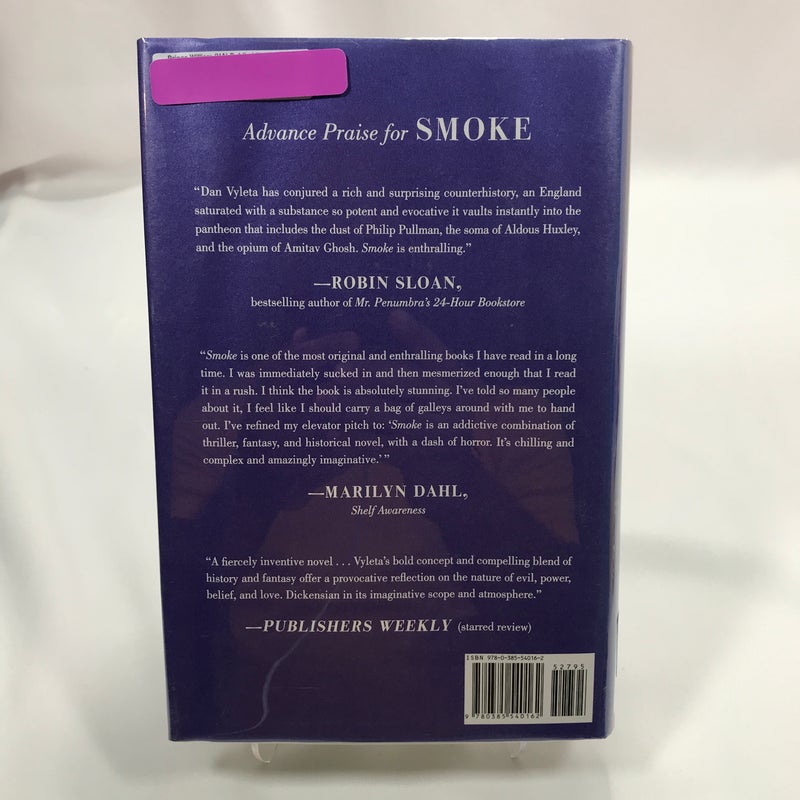 Advance Praise for SMOKE
“Dan Vyleta has conjured a rich and surprising counterhistory, an England
saturated with a substance so potent and evocative it vaults instantly into the
pantheon that includes the dust of Philip Pullman, the soma of Aldous Huxley,
and the opium of Amitav Ghosh. Smoke is enthralling.”
—ROBIN SLOAN,
bestselling author of Mr. Penumbra's 24-Hour Bookstore
“Smoke is one of the most original and enthralling books I have read in a long
time. I was immediately sucked in and then mesmerized enough that I read
it in a rush. I think the book is absolutely stunning. I've told so many people
about it, I feel like I should carry a bag of galleys around with me to hand
out. I've refined my elevator pitch to: ‘Smoke is an addictive combination of
thriller, fantasy, and historical novel, with a dash of horror. It's chilling and
complex and amazingly imaginative.’”
—MARILYN DAHL,
Shelf Awareness
“A fiercely inventive novel . . . Vyleta's bold concept and compelling blend of
history and fantasy offer a provocative reflection on the nature of evil, power,
belief, and love. Dickensian in its imaginative scope and atmosphere.”
—PUBLISHERS WEEKLY (starred review)
ISBN 978-0-385-54016-2
52795
9 780385 540162